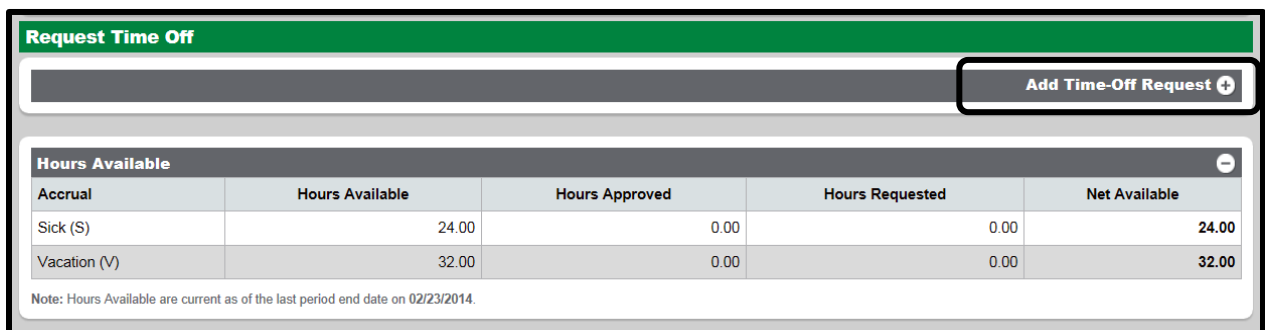 Request Time Off
Add Time-Off Request
Hours Available
Accrual Hours Available Hours Approved Hours Requested Net Available
Sick (S) 24.00 0.00 0.00 24.00
Vacation (V) 32.00 0.00 0.00 32.00
Note: Hours Available are current as of the last period end date on 02/23/2014.